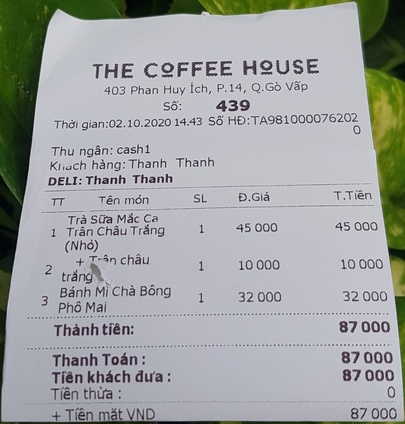 THE COFFEE HOUSE
403 Phan Huy Ích, P.14, Q.Gò Vấp
Số: 439
Thời gian:02.10.2020 14.43 Số HĐ:TA981000076202
0
Thu ngân: cash1
Khách hàng: Thanh Thanh
DELI: Thanh Thanh
TT Tên món SL Đ.Giá T.Tiền
Trà Sữa Mắc Ca
1 Trân Châu Trắng 1 45 000 45 000
(Nhỏ)
2 + Trân châu 1 10 000 10 000
trắng
3 Bánh Mì Chà Bông 1 32 000 32 000
Phô Mai
Thành tiền: 87 000
Thanh Toán : 87 000
Tiền khách đưa : 87 000
Tiền thừa : 0
+ Tiền mặt VND 87 000